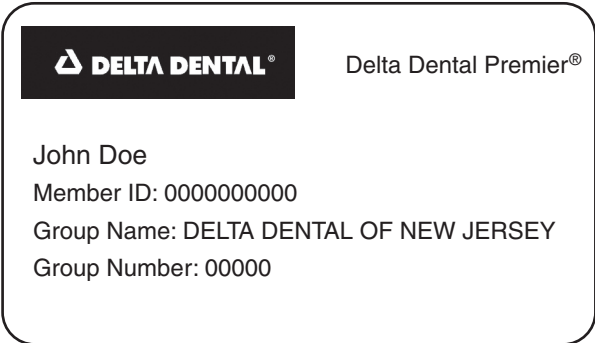 DELTA DENTAL® Delta Dental Premier®
John Doe
Member ID: 0000000000
Group Name: DELTA DENTAL OF NEW JERSEY
Group Number: 00000